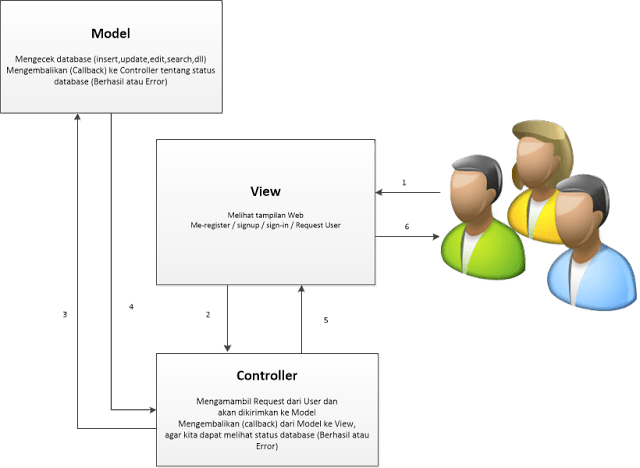 Model
Mengecek database (insert,update,edit,search,dll)
Mengembalikan (Callback) ke Controller tentang status
database (Berhasil atau Error)
View
Melihat tampilan Web
Me-register / signup / sign-in / Request User
1
6
3
4
2
5
Controller
Mengamambil Request dari User dan
akan dikirimkan ke Model
Mengembalikan (callback) dari Model ke View,
agar kita dapat melihat status database (Berhasil atau
Error)